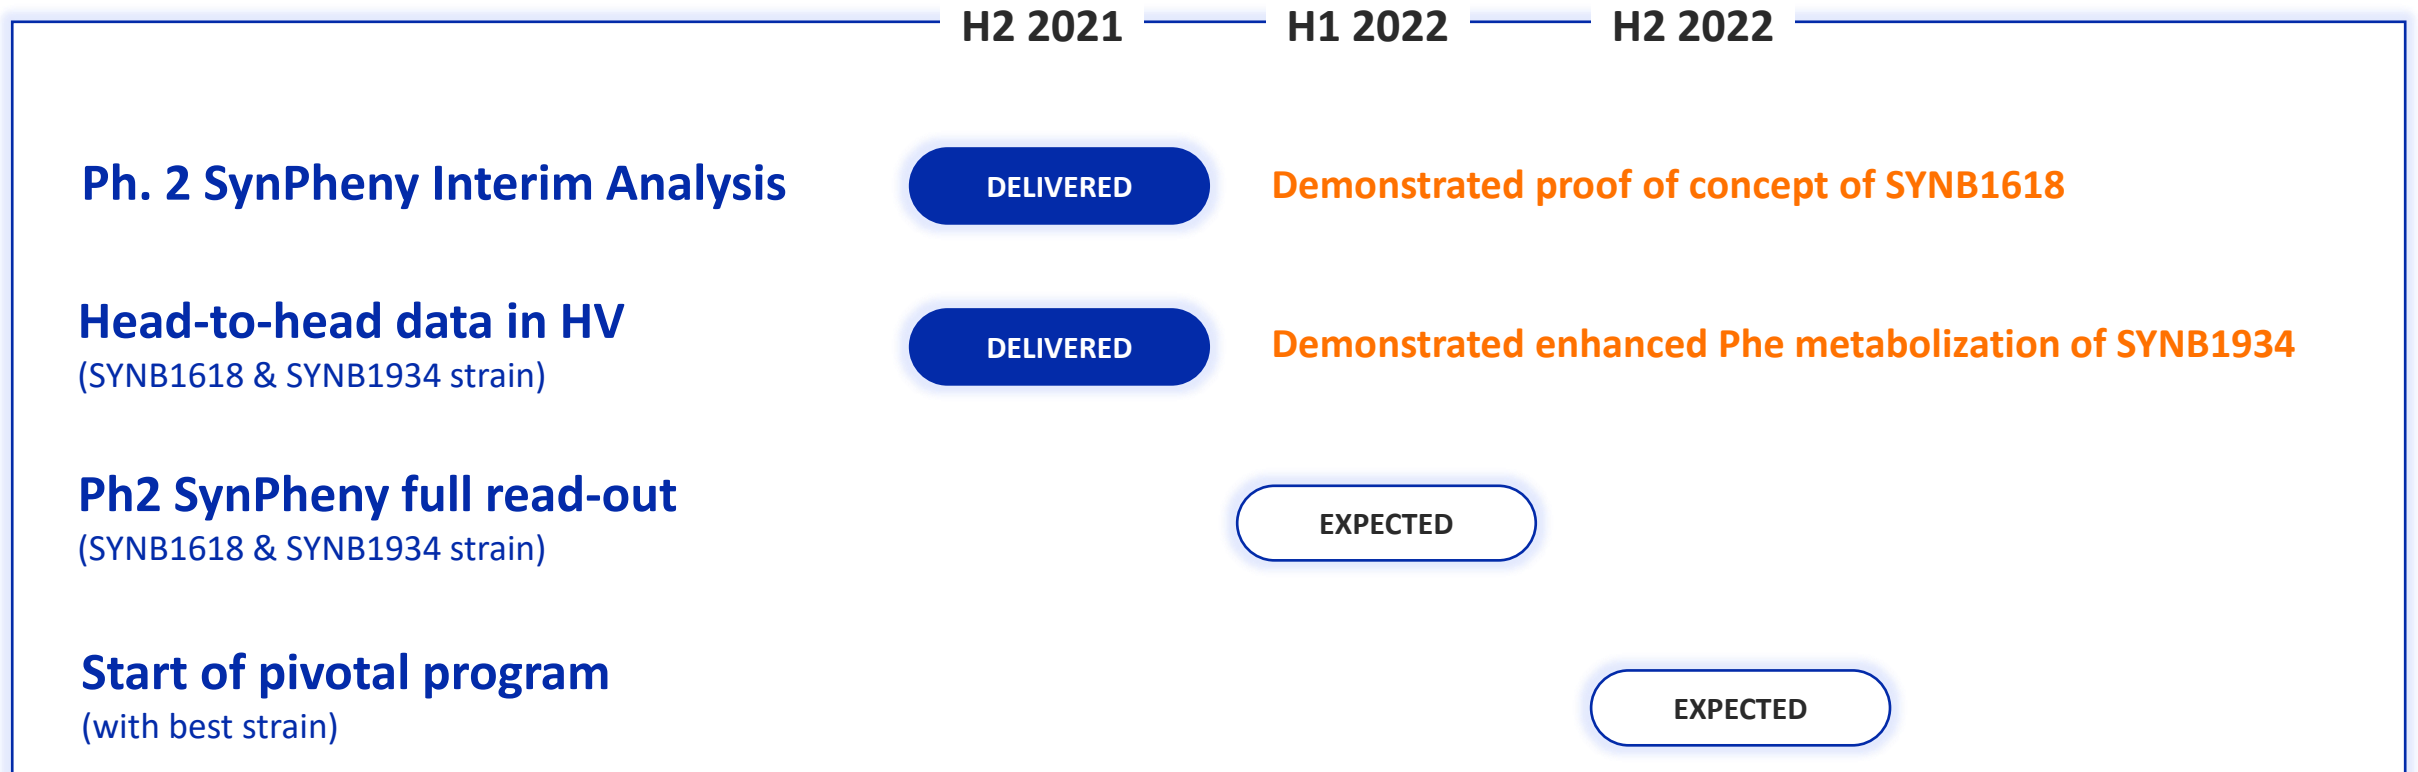 H2 2021 H1 2022 H2 2022
Ph. 2 SynPheny Interim Analysis DELIVERED Demonstrated proof of concept of SYNB1618
Head-to-head data in HV
(SYNB1618 & SYNB1934 strain)
DELIVERED Demonstrated enhanced Phe metabolization of SYNB1934
Ph2 SynPheny full read-out
(SYNB1618 & SYNB1934 strain)
EXPECTED
Start of pivotal program
(with best strain)
EXPECTED